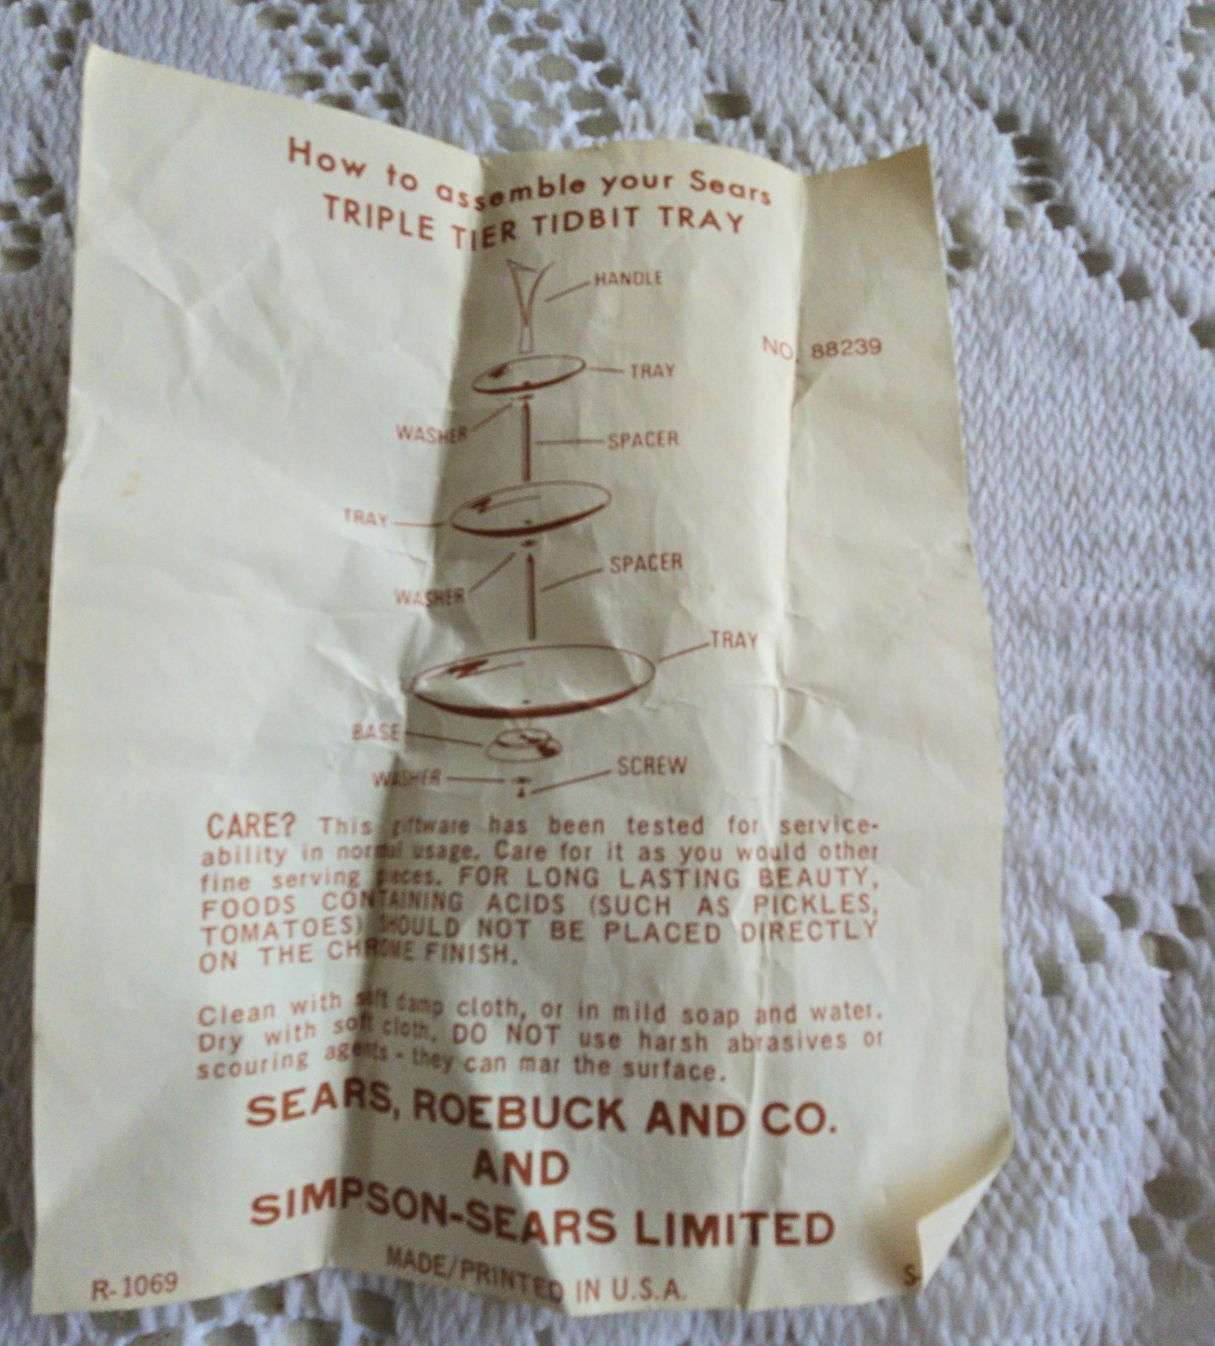 How to assemble your Sears
TRIPLE TIER TIDBIT TRAY
HANDLE
NO. 88239
TRAY
WASHER
SPACER
TRAY
SPACER
WASHER
TRAY
BASE
SCREW
WASHER
CARE? This giftware has been tested for service-
ability in normal usage. Care for it as you would other
fine serving pieces. FOR LONG LASTING BEAUTY,
FOODS CONTAINING ACIDS (SUCH AS PICKLES,
TOMATOES) SHOULD NOT BE PLACED DIRECTLY
ON THE CHROME FINISH.
Clean with soft damp cloth, or in mild soap and water.
Dry with soft cloth. DO NOT use harsh abrasives or
scouring agents - they can mar the surface.
SEARS, ROEBUCK AND CO.
AND
SIMPSON-SEARS LIMITED
MADE/PRINTED IN U.S.A.
R-1069